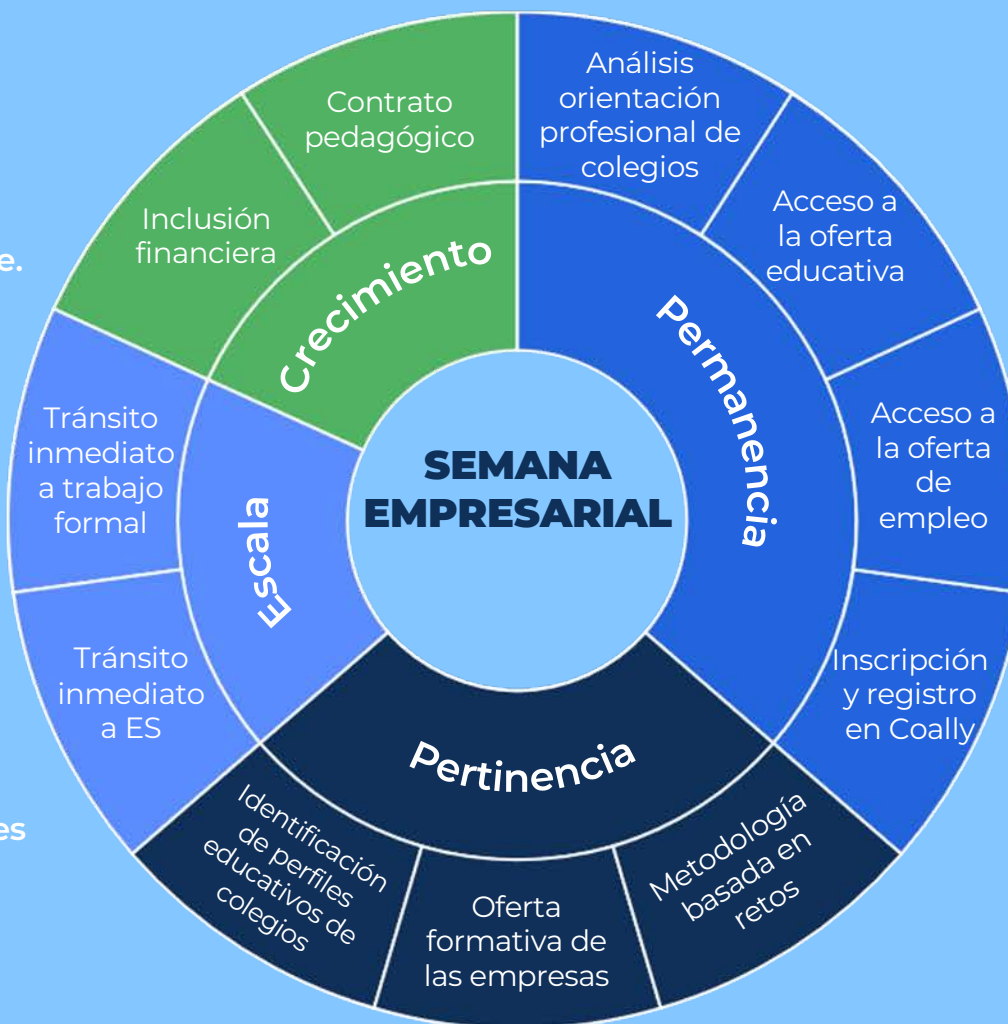 SEMANA
EMPRESARIAL
Crecimiento
Contrato
pedagógico
Inclusión
financiera
Permanencia
Análisis
orientación
profesional de
colegios
Acceso a
la oferta
educativa
Acceso a
la oferta
de
empleo
Inscripción
y registro
en Coally
Pertinencia
Metodología
basada en
retos
Oferta
formativa de
las empresas
Identificación
de perfiles
educativos de
colegios
Escala
Tránsito
inmediato
a ES
Tránsito
inmediato
a trabajo
formal
e.
es